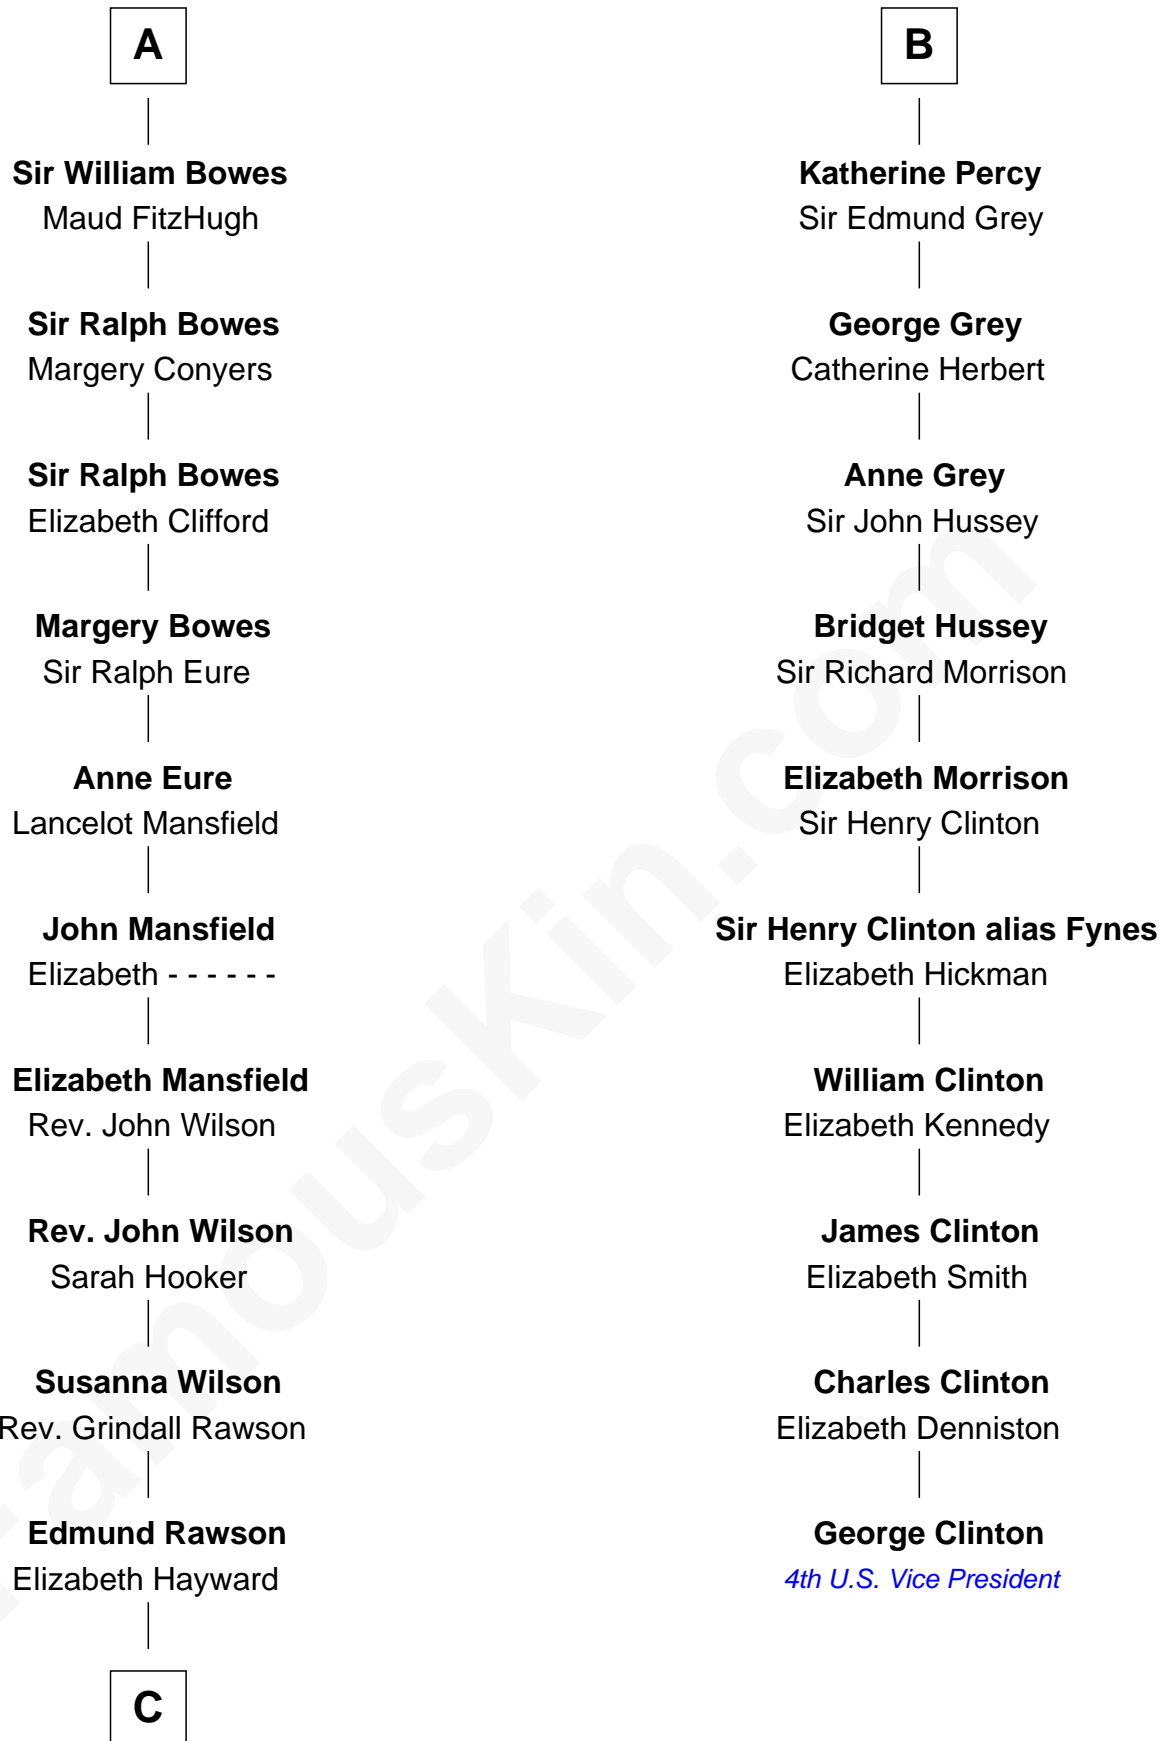 A
Sir William Bowes
Maud FitzHugh
Sir Ralph Bowes
Margery Conyers
Sir Ralph Bowes
Elizabeth Clifford
Margery Bowes
Sir Ralph Eure
Anne Eure
Lancelot Mansfield
John Mansfield
Elizabeth - - - - - -
Elizabeth Mansfield
Rev. John Wilson
Rev. John Wilson
Sarah Hooker
Susanna Wilson
Rev. Grindall Rawson
Edmund Rawson
Elizabeth Hayward
C
B
Katherine Percy
Sir Edmund Grey
George Grey
Catherine Herbert
Anne Grey
Sir John Hussey
Bridget Hussey
Sir Richard Morrison
Elizabeth Morrison
Sir Henry Clinton
Sir Henry Clinton alias Fynes
Elizabeth Hickman
William Clinton
Elizabeth Kennedy
James Clinton
Elizabeth Smith
Charles Clinton
Elizabeth Denniston
George Clinton
4th U.S. Vice President
FamousKin.com